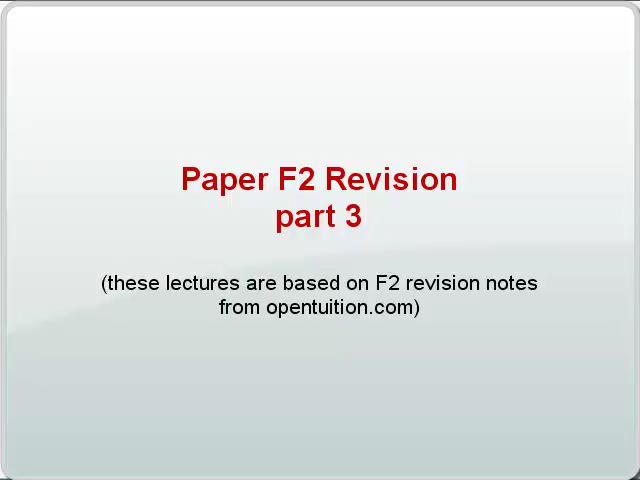 Paper F2 Revision
part 3
(these lectures are based on F2 revision notes
from opentuition.com)